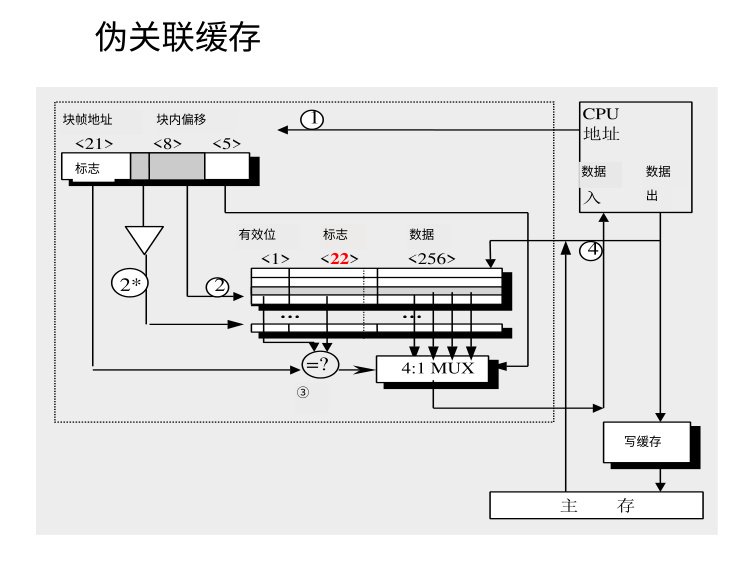 伪关联缓存
块帧地址 块内偏移
<21> <8> <5>
标志
1
CPU
地址
数据 数据
入 出
有效位 标志 数据
<1> <22> <256>
4
2* 2
••• •••
=? 4:1 MUX
③
写缓存
主 存